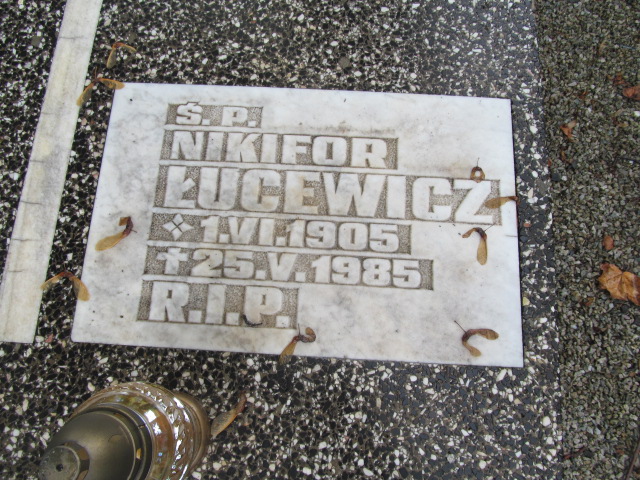 Ś. P.
NIKIFOR
ŁUCEWICZ
1.VI.1905
✝25.V.1985
R.I.P.